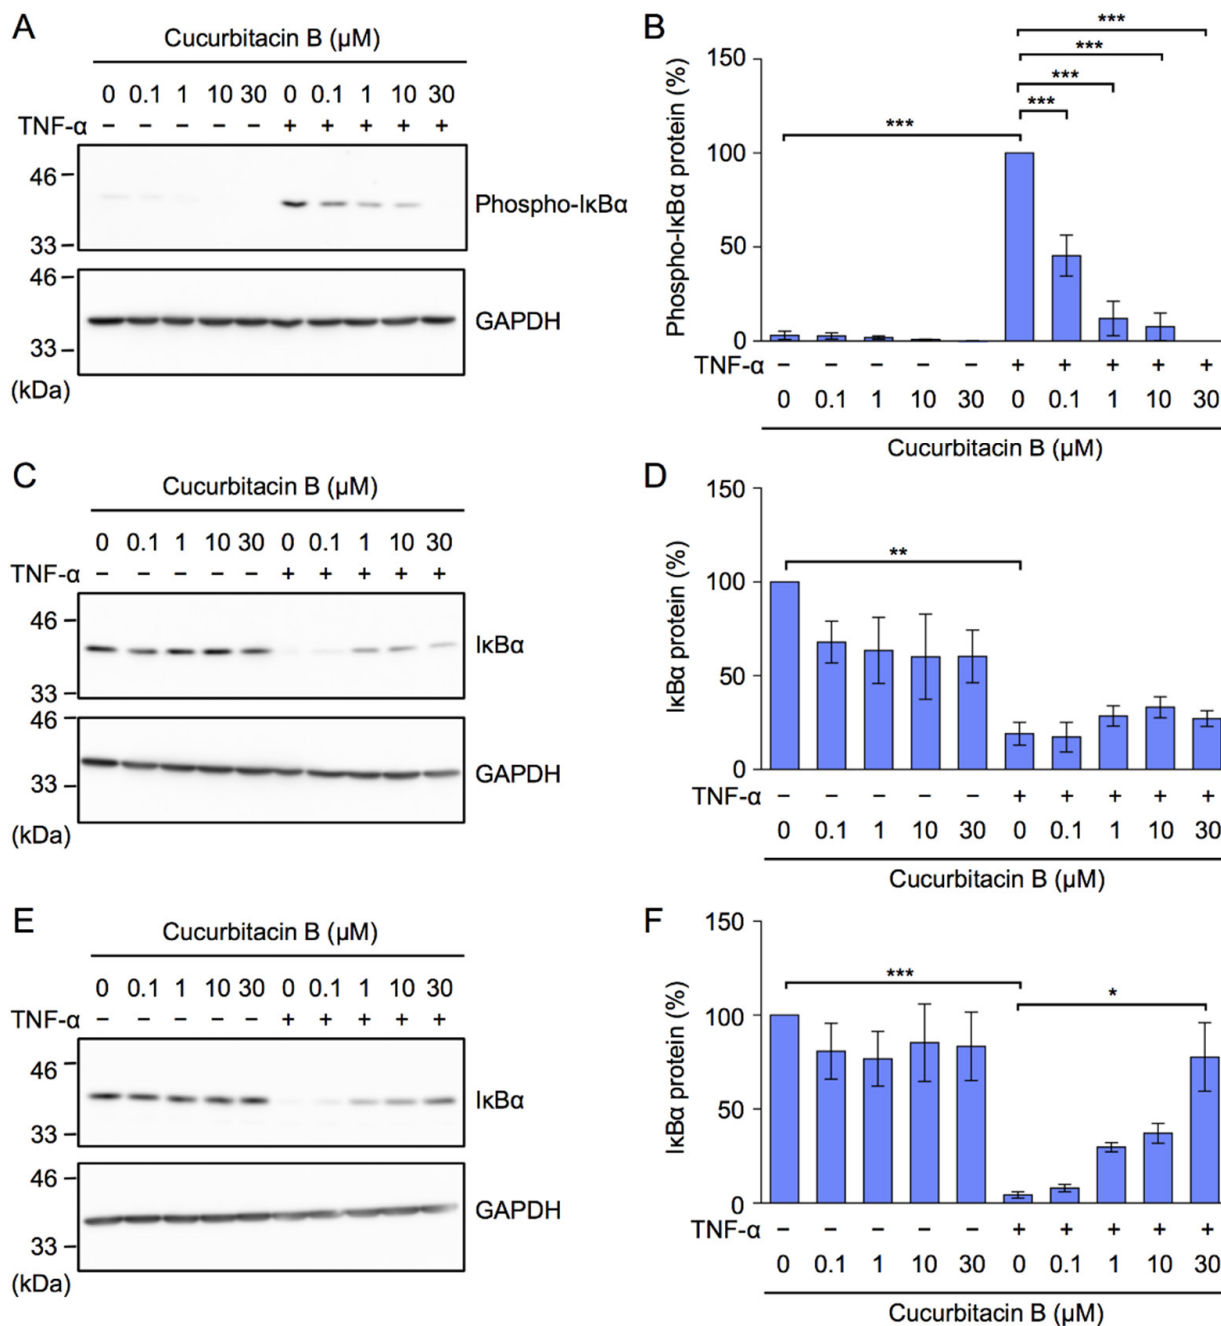 A
Cucurbitacin B (μM)
0 0.1 1 10 30 0 0.1 1 10 30
TNF-α − − − − − + + + + +
46
Phospho-IκBα
33
46
GAPDH
33
(kDa)
B
***
***
***
***
***
150
100
50
0
Phospho-IκBα protein (%)
TNF-α − − − − − + + + + +
0 0.1 1 10 30 0 0.1 1 10 30
Cucurbitacin B (μM)
C
Cucurbitacin B (μM)
0 0.1 1 10 30 0 0.1 1 10 30
TNF-α − − − − − + + + + +
46
IκBα
33
46
GAPDH
33
(kDa)
D
**
150
100
50
0
IκBα protein (%)
TNF-α − − − − − + + + + +
0 0.1 1 10 30 0 0.1 1 10 30
Cucurbitacin B (μM)
E
Cucurbitacin B (μM)
0 0.1 1 10 30 0 0.1 1 10 30
TNF-α − − − − − + + + + +
46
IκBα
33
46
GAPDH
33
(kDa)
F
***
*
150
100
50
0
IκBα protein (%)
TNF-α − − − − − + + + + +
0 0.1 1 10 30 0 0.1 1 10 30
Cucurbitacin B (μM)